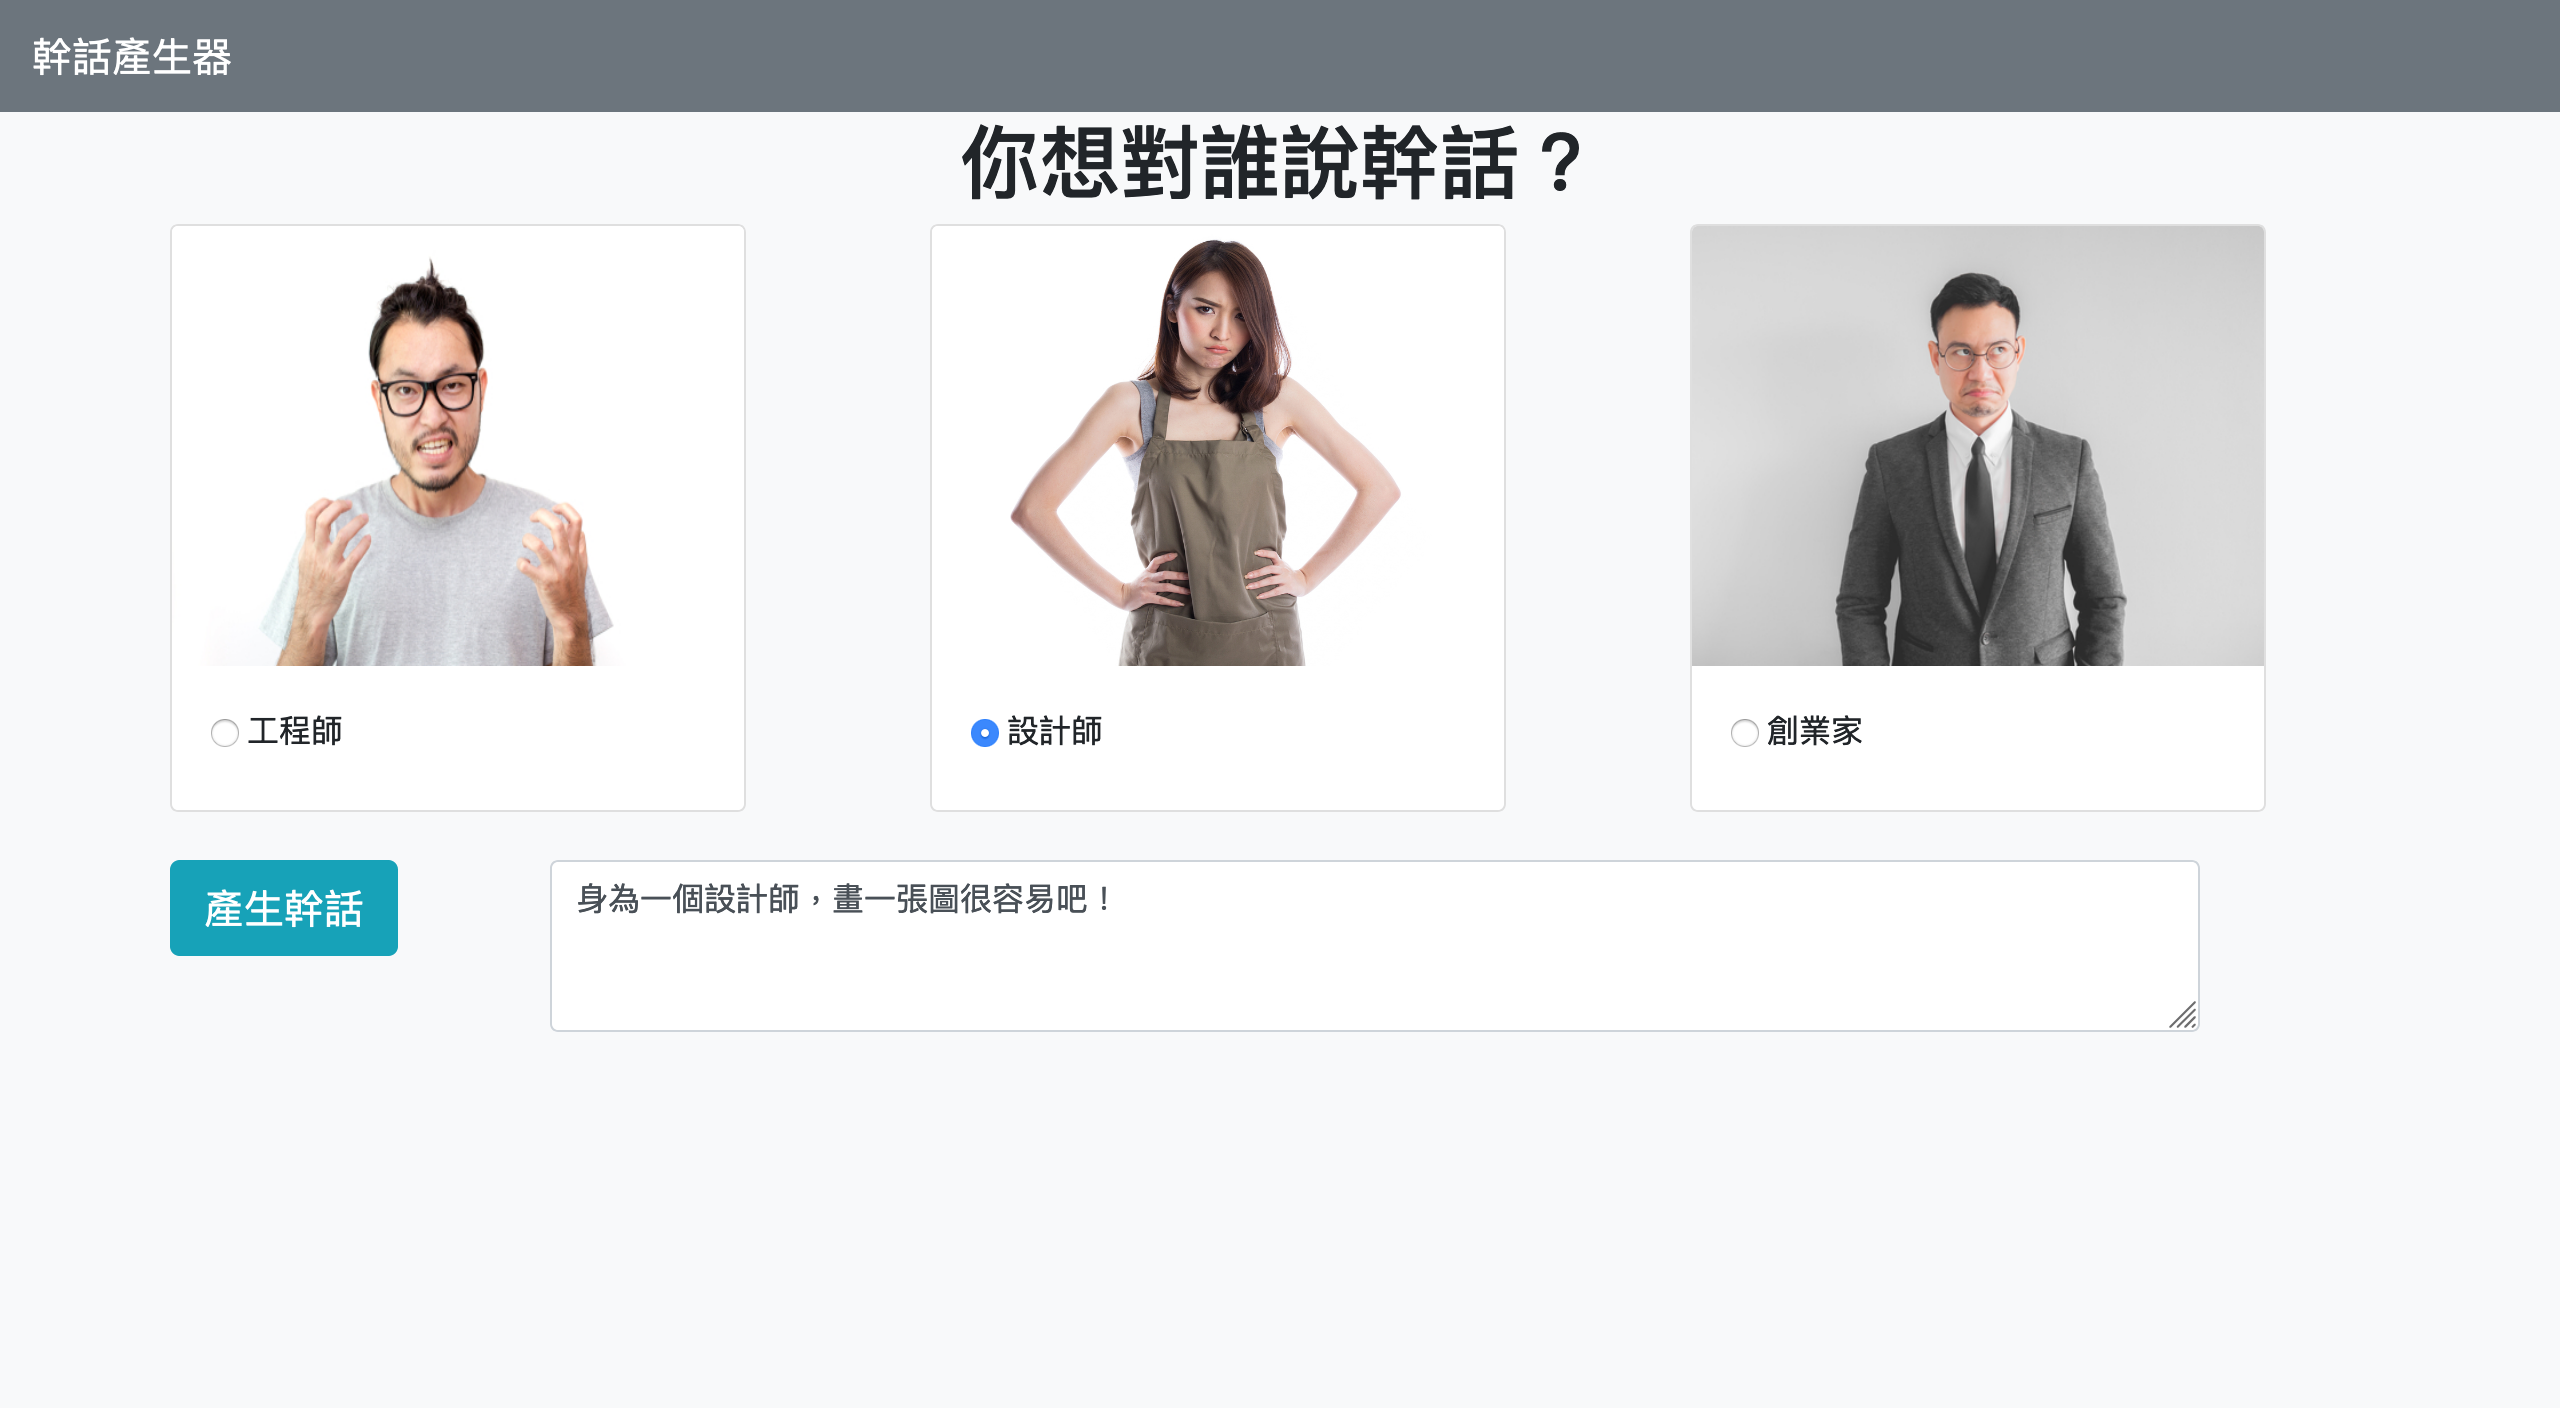 幹話產生器
你想對誰說幹話？
工程師
設計師
創業家
產生幹話
身為一個設計師，畫一張圖很容易吧！